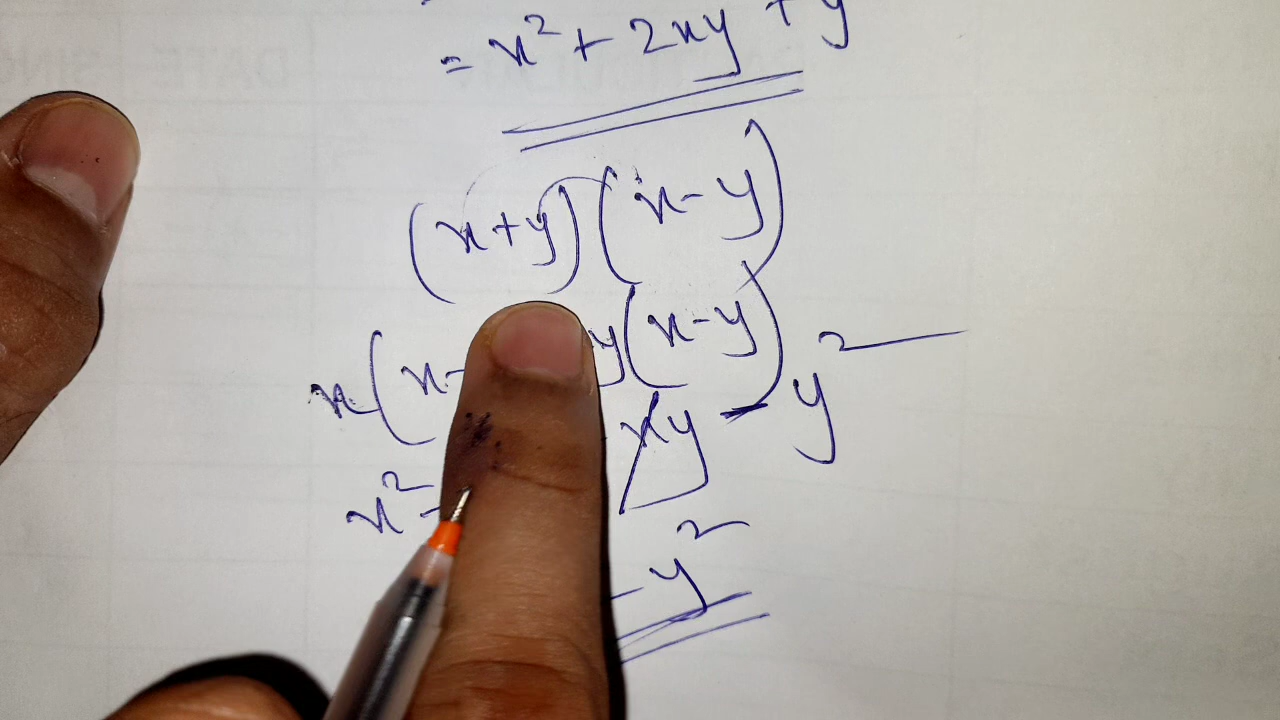 = x² + 2xy + y
(x+y)(x-y)
x(x- y(x-y)
x² - xy - y²
- y²